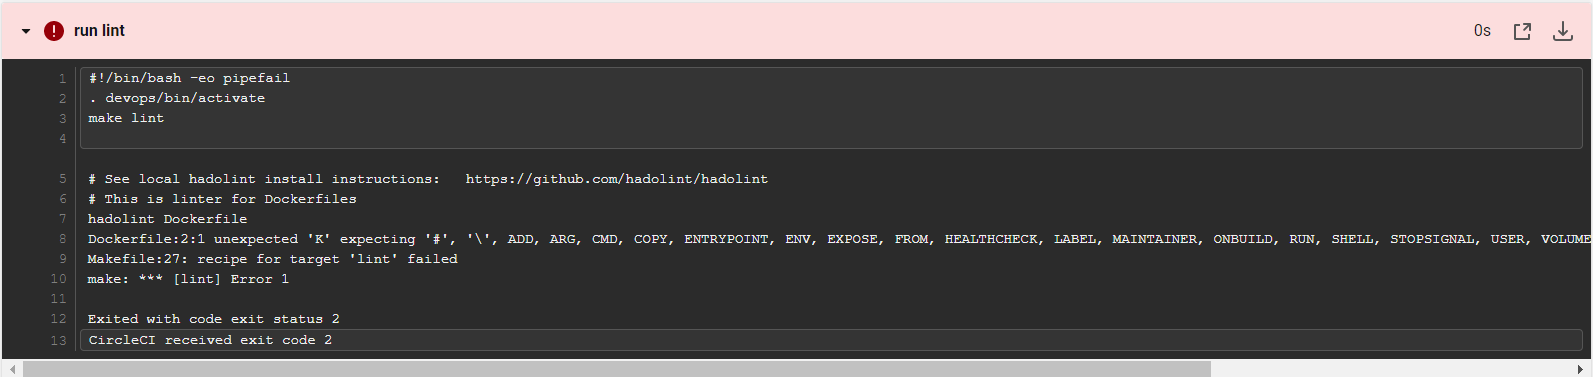 run lint
0s
1 #!/bin/bash -eo pipefail
2 . devops/bin/activate
3 make lint
4
5 # See local hadolint install instructions:   https://github.com/hadolint/hadolint
6 # This is linter for Dockerfiles
7 hadolint Dockerfile
8 Dockerfile:2:1 unexpected 'K' expecting '#', '\', ADD, ARG, CMD, COPY, ENTRYPOINT, ENV, EXPOSE, FROM, HEALTHCHECK, LABEL, MAINTAINER, ONBUILD, RUN, SHELL, STOPSIGNAL, USER, VOLUME
9 Makefile:27: recipe for target 'lint' failed
10 make: *** [lint] Error 1
11
12 Exited with code exit status 2
13 CircleCI received exit code 2